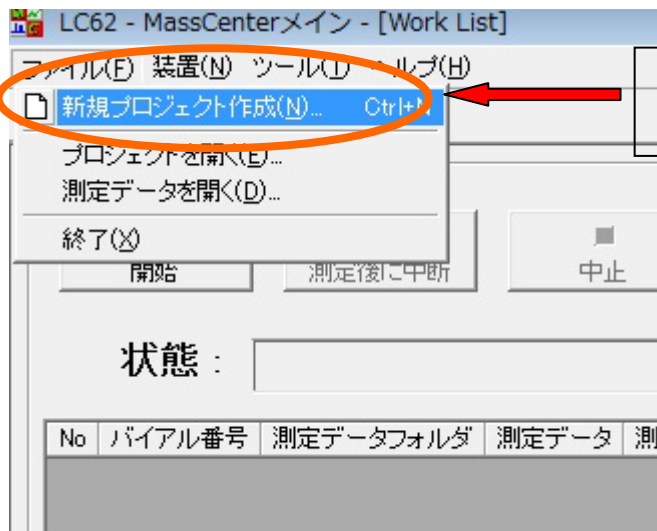 LC62 - MassCenterメイン - [Work List]
ファイル(F) 装置(N) ツール(T) ヘルプ(H)
新規プロジェクト作成(N)... Ctrl+N
プロジェクトを開く(E)...
測定データを開く(D)...
終了(X)
開始 測定後に中断 中止
状態 :
No バイアル番号 測定データフォルダ 測定データ 測